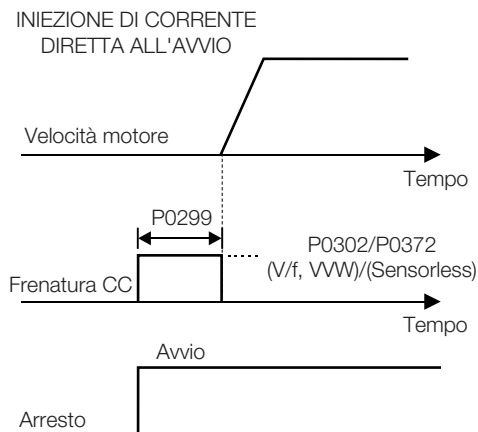 INIEZIONE DI CORRENTE
DIRETTA ALL'AVVIO
Velocità motore
Tempo
P0299
P0302/P0372
(V/f, VVW)/(Sensorless)
Frenatura CC
Tempo
Avvio
Arresto